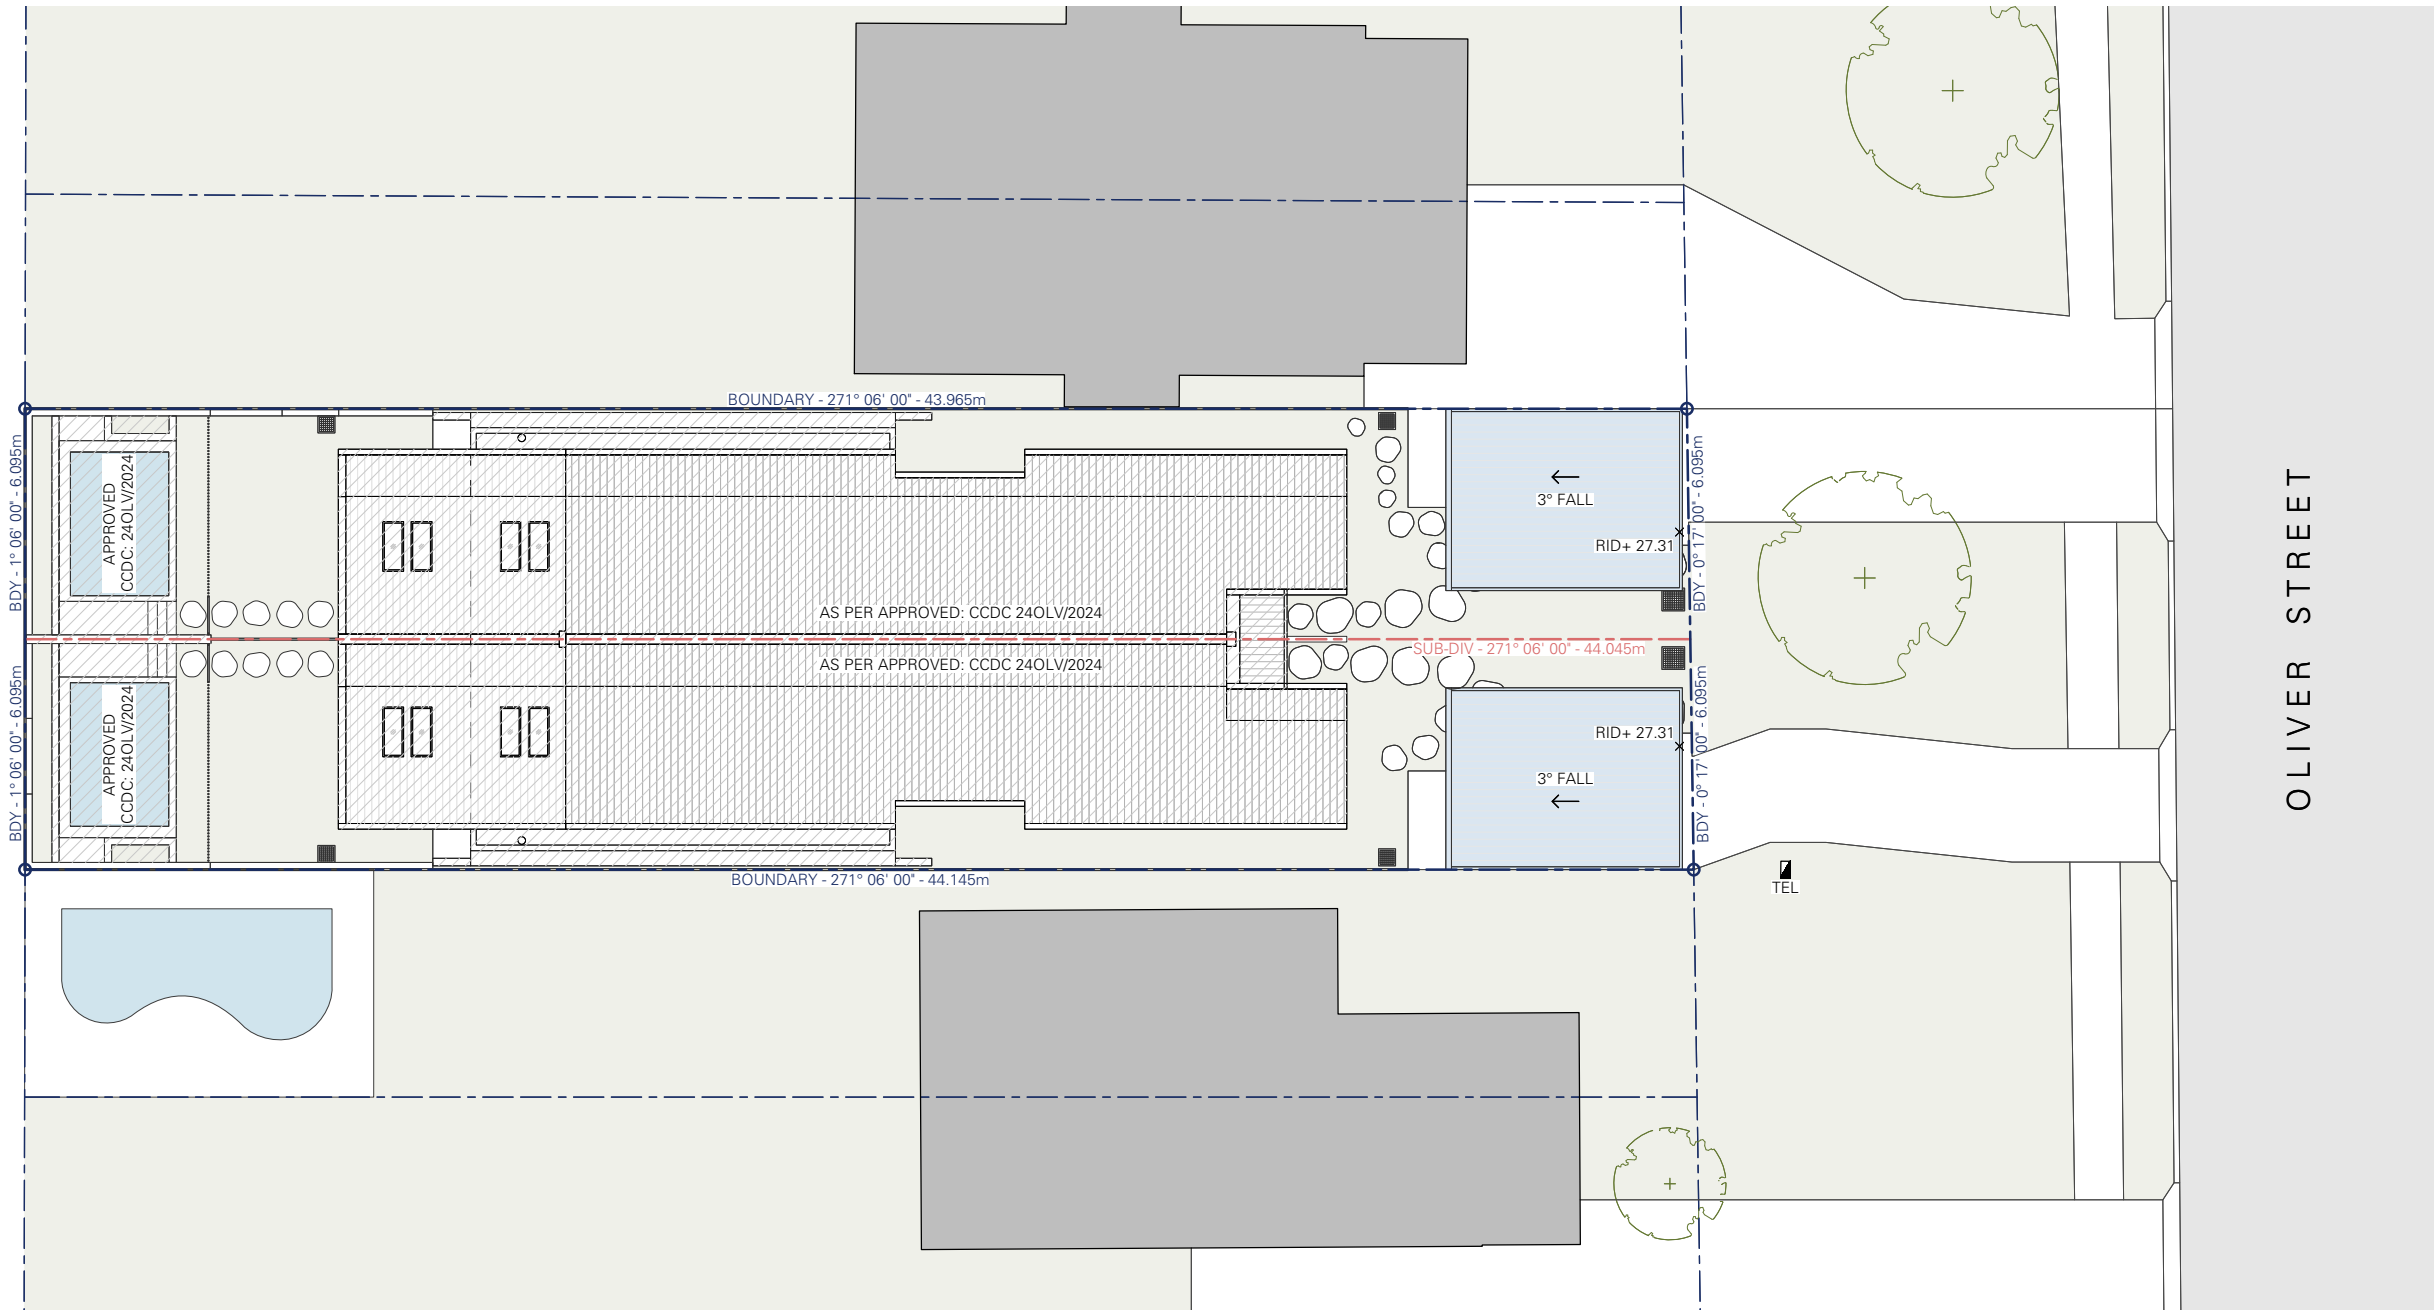 BOUNDARY - 271° 06' 00" - 43.965m
BDY - 1° 06' 00" - 6.095m
APPROVED
CCDC: 24OLV/2024
3° FALL
RID+ 27.31
BDY - 0° 17' 00" - 6.095m
AS PER APPROVED: CCDC 24OLV/2024
SUB-DIV - 271° 06' 00" - 44.045m
AS PER APPROVED: CCDC 24OLV/2024
BDY - 1° 06' 00" - 6.095m
APPROVED
CCDC: 24OLV/2024
RID+ 27.31
3° FALL
BDY - 0° 17' 00" - 6.095m
BOUNDARY - 271° 06' 00" - 44.145m
TEL
OLIVER STREET